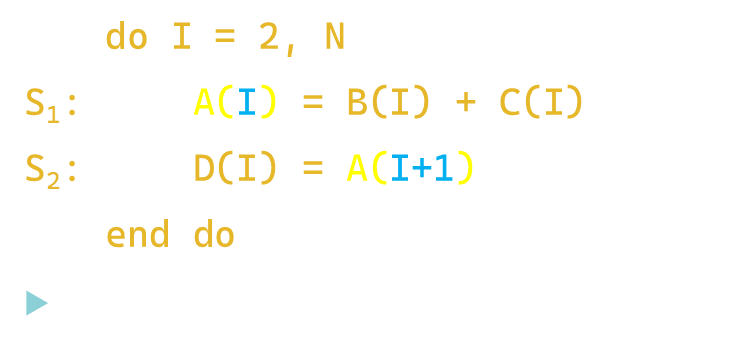 do I = 2, N
S₁: A(I) = B(I) + C(I)
S₂: D(I) = A(I+1)
end do